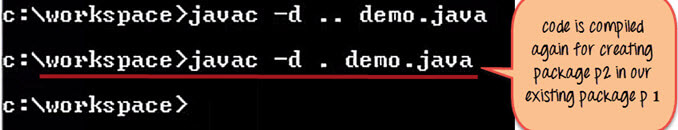 c:\workspace>javac -d .. demo.java
c:\workspace>javac -d . demo.java
c:\workspace>
code is compiled
again for creating
package p2 in our
existing package p 1